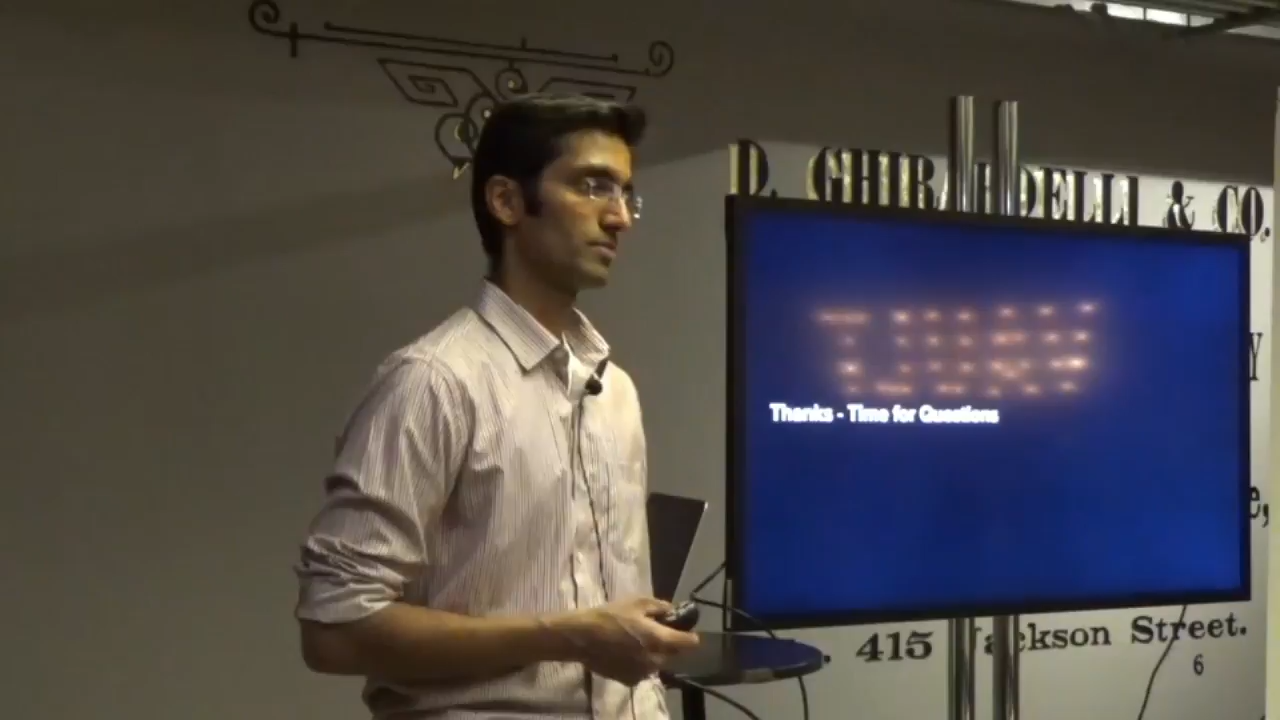 D. GHIRARDELLI & CO.
Thanks - Time for Questions
415 Jackson Street.
6